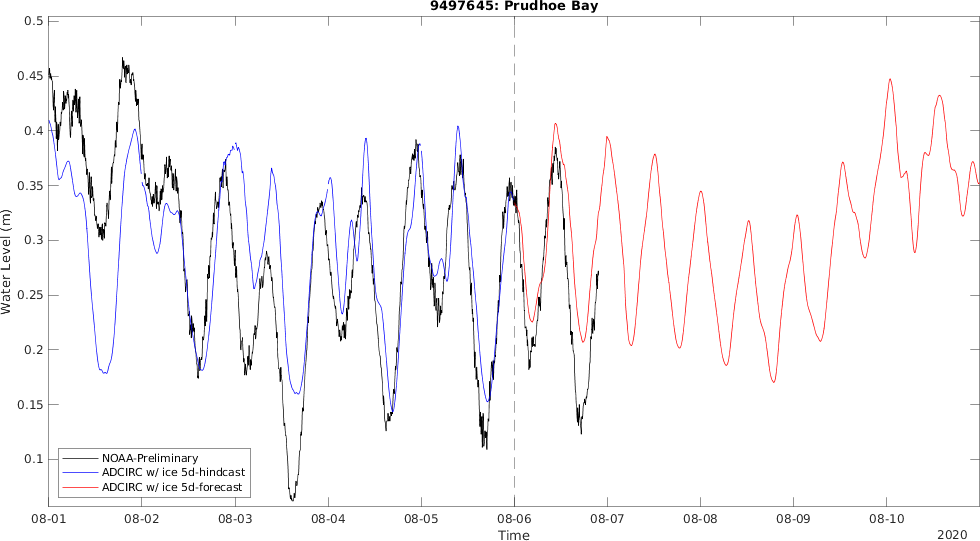 9497645: Prudhoe Bay
0.5
0.45
0.4
0.35
0.3
0.25
0.2
0.15
0.1
Water Level (m)
NOAA-Preliminary
ADCIRC w/ ice 5d-hindcast
ADCIRC w/ ice 5d-forecast
08-01 08-02 08-03 08-04 08-05 08-06 08-07 08-08 08-09 08-10
Time
2020